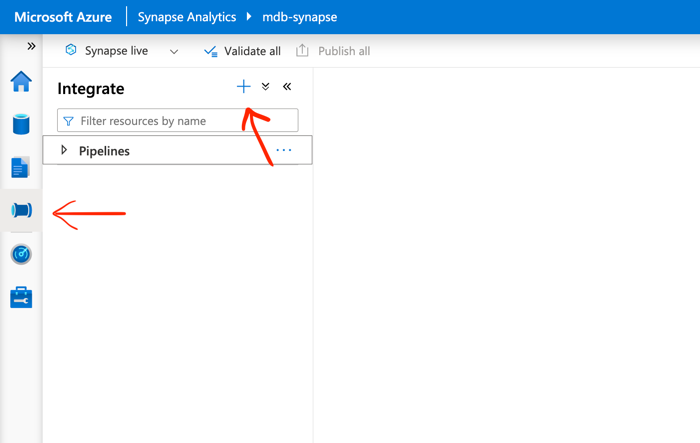 Microsoft Azure Synapse Analytics mdb-synapse
Synapse live Validate all Publish all
Integrate
Filter resources by name
Pipelines